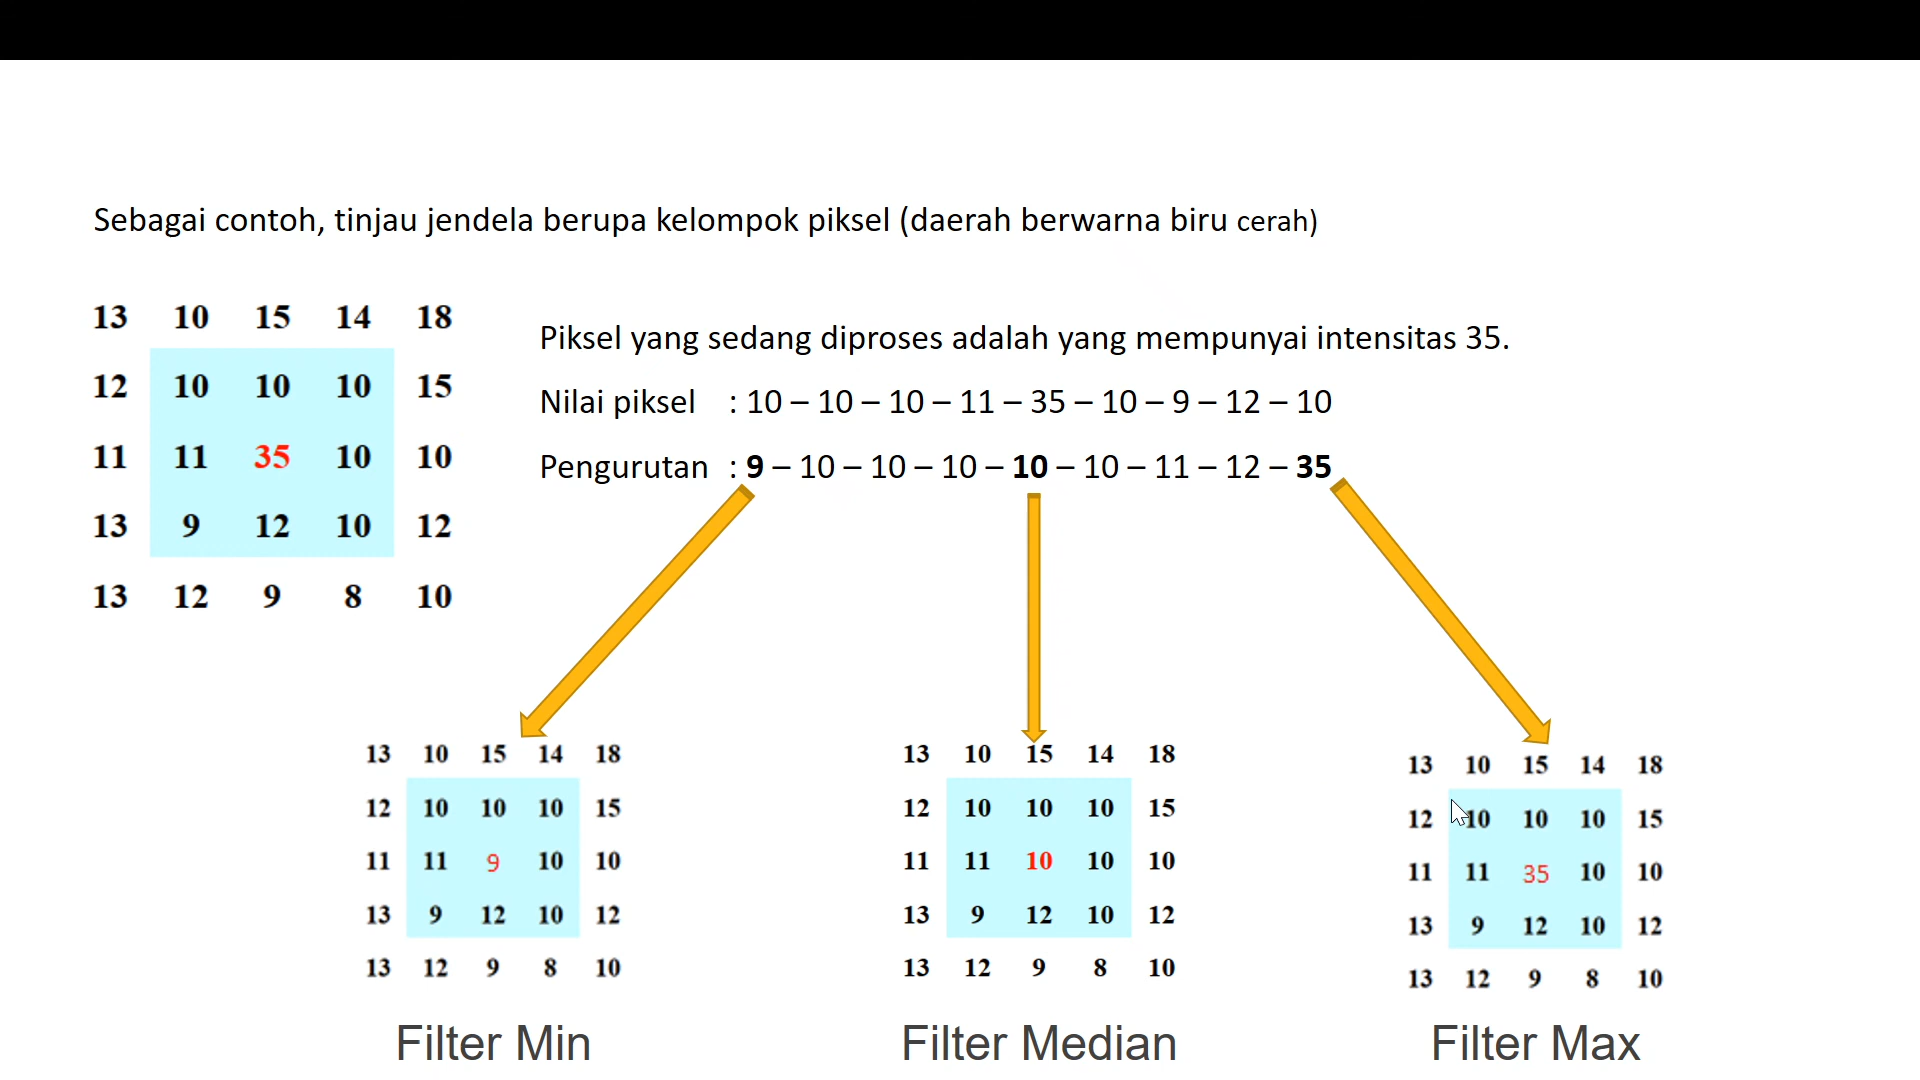 Sebagai contoh, tinjau jendela berupa kelompok piksel (daerah berwarna biru cerah)
13 10 15 14 18
12 10 10 10 15
11 11 35 10 10
13 9 12 10 12
13 12 9 8 10
Piksel yang sedang diproses adalah yang mempunyai intensitas 35.
Nilai piksel : 10 – 10 – 10 – 11 – 35 – 10 – 9 – 12 – 10
Pengurutan : 9 – 10 – 10 – 10 – 10 – 10 – 11 – 12 – 35
13 10 15 14 18
12 10 10 10 15
11 11 9 10 10
13 9 12 10 12
13 12 9 8 10
Filter Min
13 10 15 14 18
12 10 10 10 15
11 11 10 10 10
13 9 12 10 12
13 12 9 8 10
Filter Median
13 10 15 14 18
12 10 10 10 15
11 11 35 10 10
13 9 12 10 12
13 12 9 8 10
Filter Max